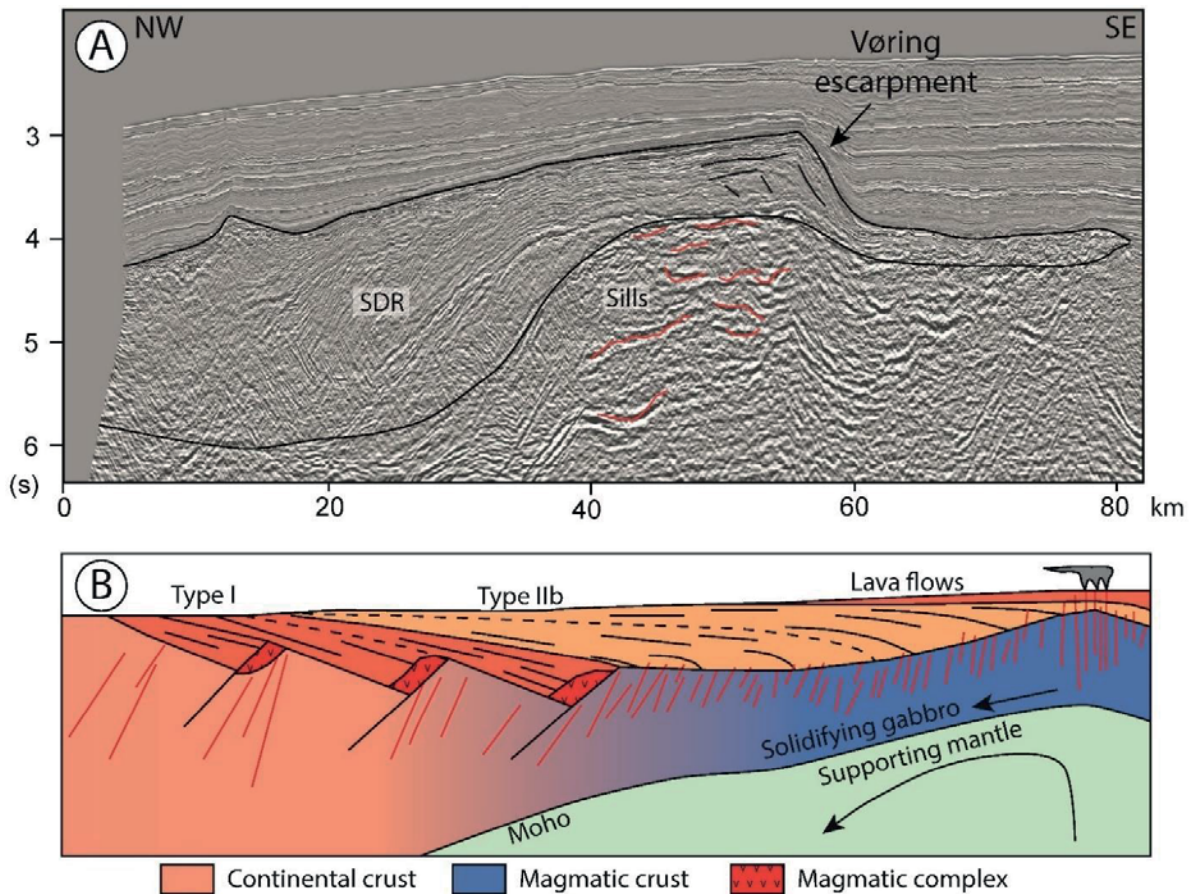 A
NW
SE
Vøring
escarpment
3
4
5
6
(s)
SDR
Sills
0
20
40
60
80
km
B
Type I
Type IIb
Lava flows
Solidifying gabbro
Supporting mantle
Moho
Continental crust
Magmatic crust
Magmatic complex